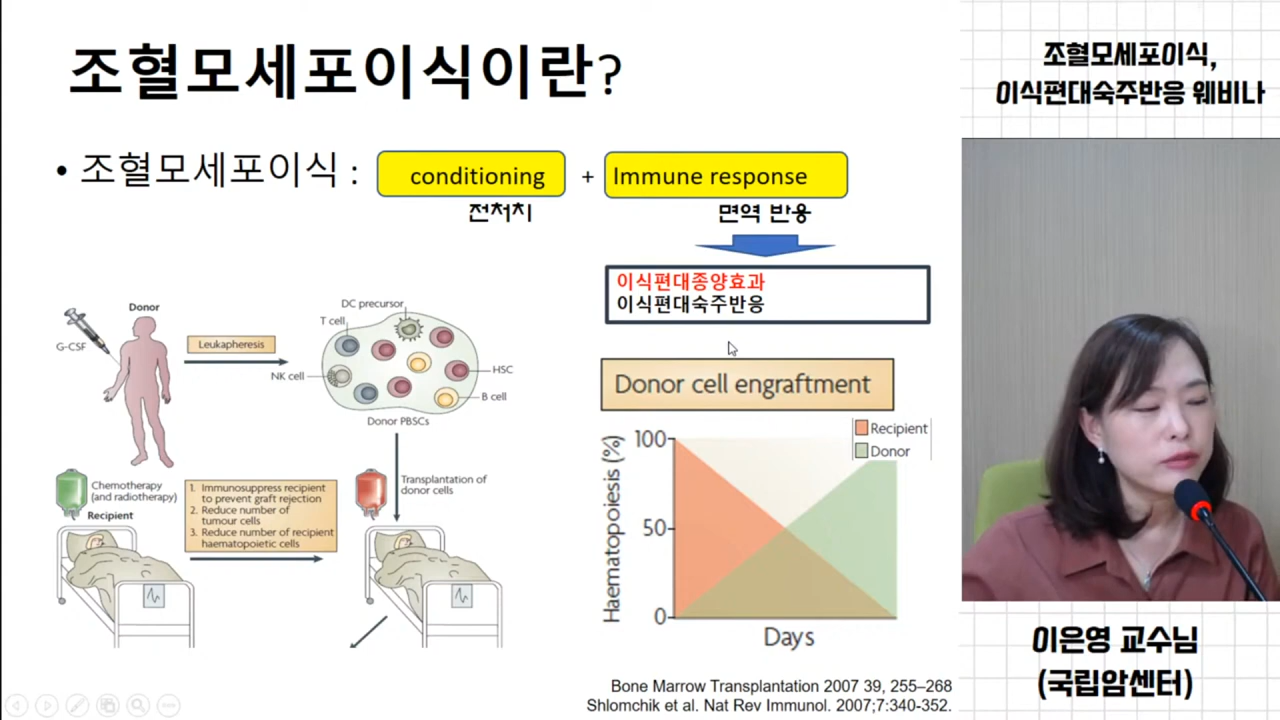 조혈모세포이식이란?
• 조혈모세포이식 : conditioning + Immune response
전처치 면역 반응
이식편대종양효과
이식편대숙주반응
Donor
G-CSF
Leukapheresis
DC precursor
T cell
NK cell
HSC
B cell
Donor PBSCs
Chemotherapy
(and radiotherapy)
Recipient
1. Immunosuppress recipient
to prevent graft rejection
2. Reduce number of
tumour cells
3. Reduce number of recipient
haematopoietic cells
Transplantation of
donor cells
Donor cell engraftment
Recipient
Donor
Haematopoiesis (%)
100
50
0
Days
Bone Marrow Transplantation 2007 39, 255–268
Shlomchik et al. Nat Rev Immunol. 2007;7:340-352.
조혈모세포이식,
이식편대숙주반응 웨비나
이은영 교수님
(국립암센터)